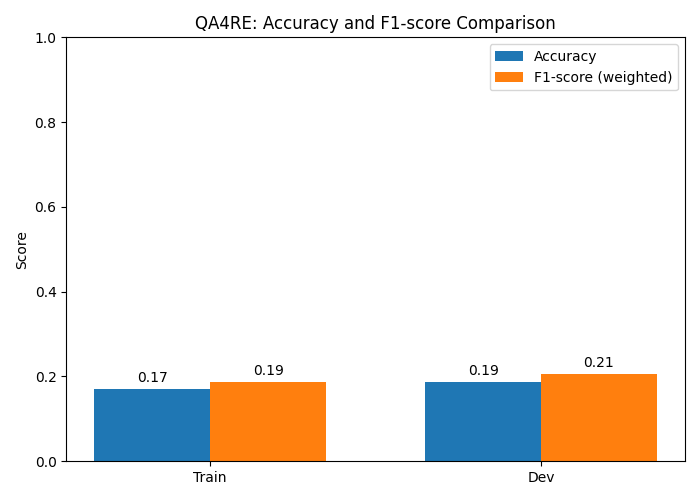 QA4RE: Accuracy and F1-score Comparison
Accuracy
F1-score (weighted)
Score
1.0
0.8
0.6
0.4
0.2
0.0
0.17
0.19
0.19
0.21
Train
Dev